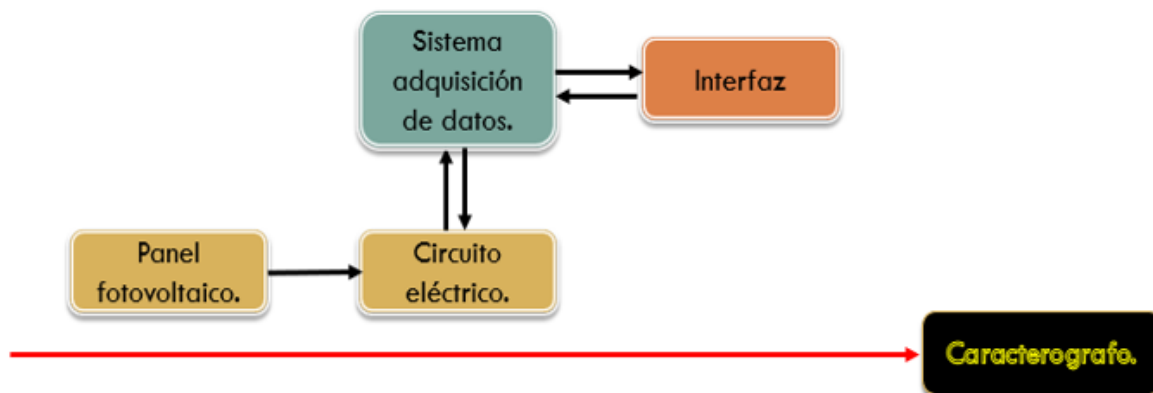 Sistema
adquisición
de datos.
Interfaz
Panel
fotovoltaico.
Circuito
eléctrico.
Caracterografo.